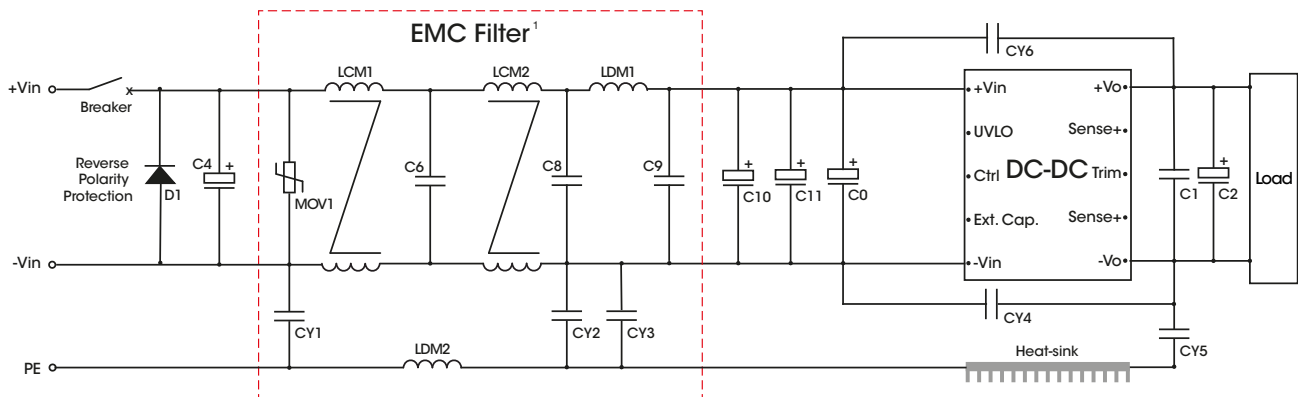 EMC Filter¹
CY6
LCM1
LCM2
LDM1
+Vin
Breaker
+Vin
+Vo
UVLO
Sense+
Reverse
Polarity
Protection
D1
C4
+
MOV1
C6
C8
C9
+
C10
+
C11
+
C0
Ctrl
DC-DC
Trim
C1
+
C2
Load
Ext. Cap.
Sense+
-Vin
-Vin
-Vo
CY1
CY2
CY3
CY4
CY5
LDM2
Heat-sink
PE